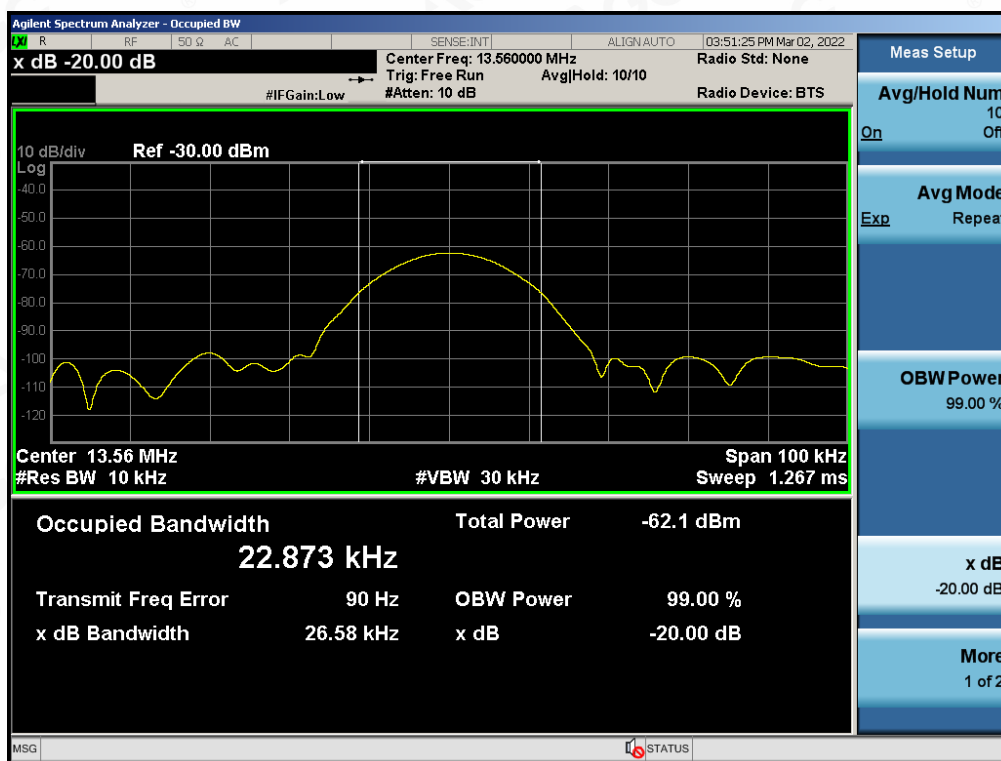 Agilent Spectrum Analyzer - Occupied BW
LXI R RF 50 Ω AC SENSE:INT ALIGN AUTO 03:51:25 PM Mar 02, 2022
x dB -20.00 dB
Center Freq: 13.560000 MHz Radio Std: None
Trig: Free Run Avg|Hold: 10/10
#IFGain:Low #Atten: 10 dB Radio Device: BTS
10 dB/div Ref -30.00 dBm
Log
-40.0
-50.0
-60.0
-70.0
-80.0
-90.0
-100
-110
-120
Center 13.56 MHz Span 100 kHz
#Res BW 10 kHz #VBW 30 kHz Sweep 1.267 ms
Occupied Bandwidth Total Power -62.1 dBm
22.873 kHz
Transmit Freq Error 90 Hz OBW Power 99.00 %
x dB Bandwidth 26.58 kHz x dB -20.00 dB
MSG STATUS
Meas Setup
Avg/Hold Num
10
On Off
Avg Mode
Exp Repeat
OBW Power
99.00 %
x dB
-20.00 dB
More
1 of 2